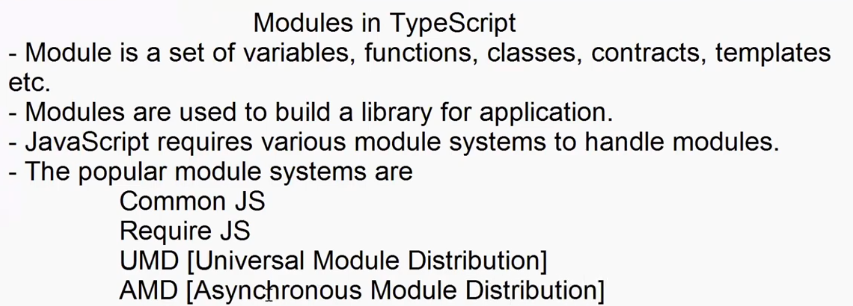 Modules in TypeScript
- Module is a set of variables, functions, classes, contracts, templates
etc.
- Modules are used to build a library for application.
- JavaScript requires various module systems to handle modules.
- The popular module systems are
Common JS
Require JS
UMD [Universal Module Distribution]
AMD [Asynchronous Module Distribution]